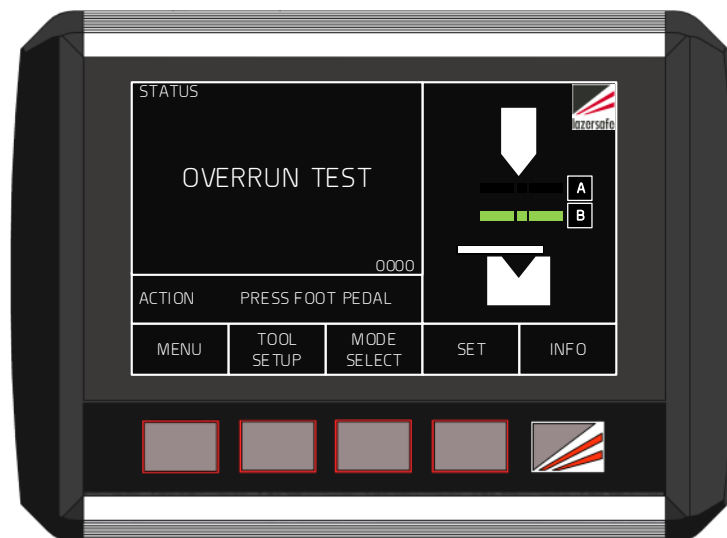 STATUS
lazersafe
OVERRUN TEST
A
B
0000
ACTION PRESS FOOT PEDAL
MENU
TOOL
SETUP
MODE
SELECT
SET
INFO